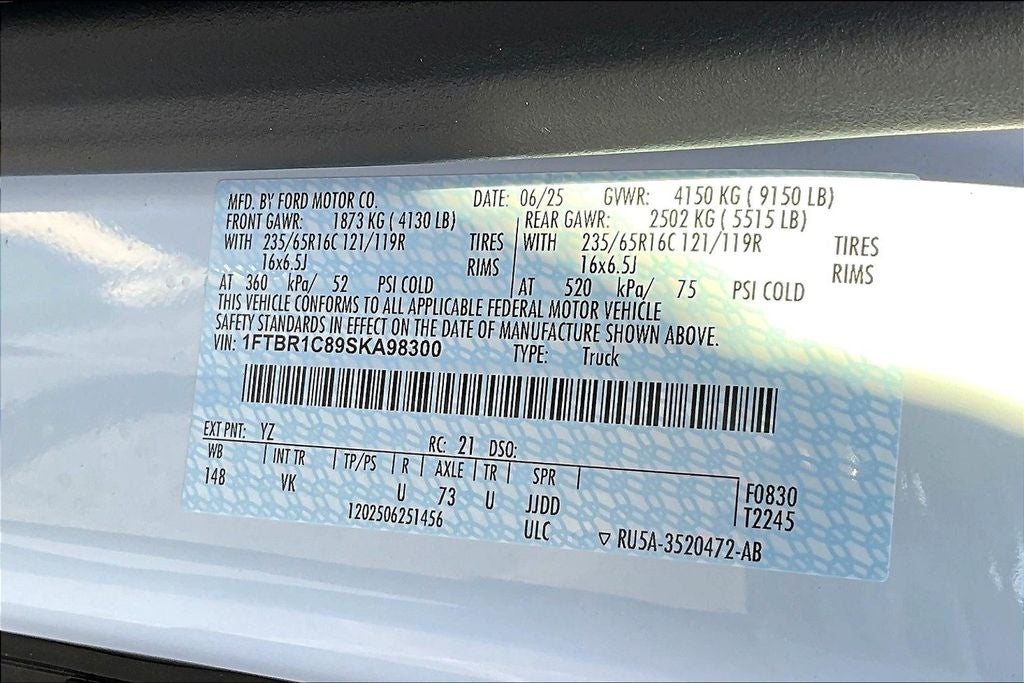 MFD. BY FORD MOTOR CO. DATE: 06/25 GVWR: 4150 KG ( 9150 LB)
FRONT GAWR: 1873 KG ( 4130 LB) REAR GAWR: 2502 KG ( 5515 LB)
WITH 235/65R16C 121/119R TIRES WITH 235/65R16C 121/119R TIRES
16x6.5J RIMS 16x6.5J RIMS
AT 360 kPa/ 52 PSI COLD AT 520 kPa/ 75 PSI COLD
THIS VEHICLE CONFORMS TO ALL APPLICABLE FEDERAL MOTOR VEHICLE
SAFETY STANDARDS IN EFFECT ON THE DATE OF MANUFACTURE SHOWN ABOVE.
VIN: 1FTBR1C89SKA98300 TYPE: Truck
EXT PNT: YZ RC: 21 DSO:
WB INT TR TP/PS R AXLE TR SPR
148 VK U 73 U JJDD F0830
1202506251456 ULC T2245
▽ RU5A-3520472-AB